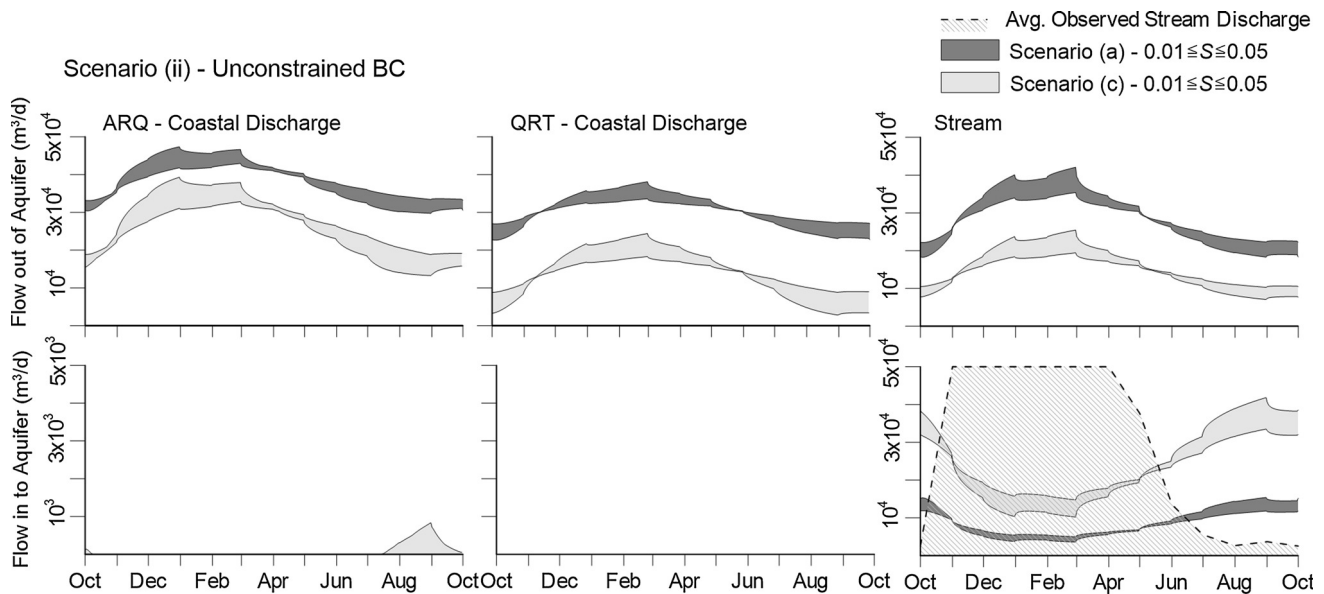 Avg. Observed Stream Discharge
Scenario (a) - 0.01≦S≦0.05
Scenario (c) - 0.01≦S≦0.05
Scenario (ii) - Unconstrained BC
ARQ - Coastal Discharge
QRT - Coastal Discharge
Stream
Flow out of Aquifer (m³/d)
5x10⁴
3x10⁴
10⁴
5x10⁴
3x10⁴
10⁴
Flow in to Aquifer (m³/d)
5x10³
3x10³
10³
5x10⁴
3x10⁴
10⁴
Oct Dec Feb Apr Jun Aug Oct
Oct Dec Feb Apr Jun Aug Oct
Oct Dec Feb Apr Jun Aug Oct